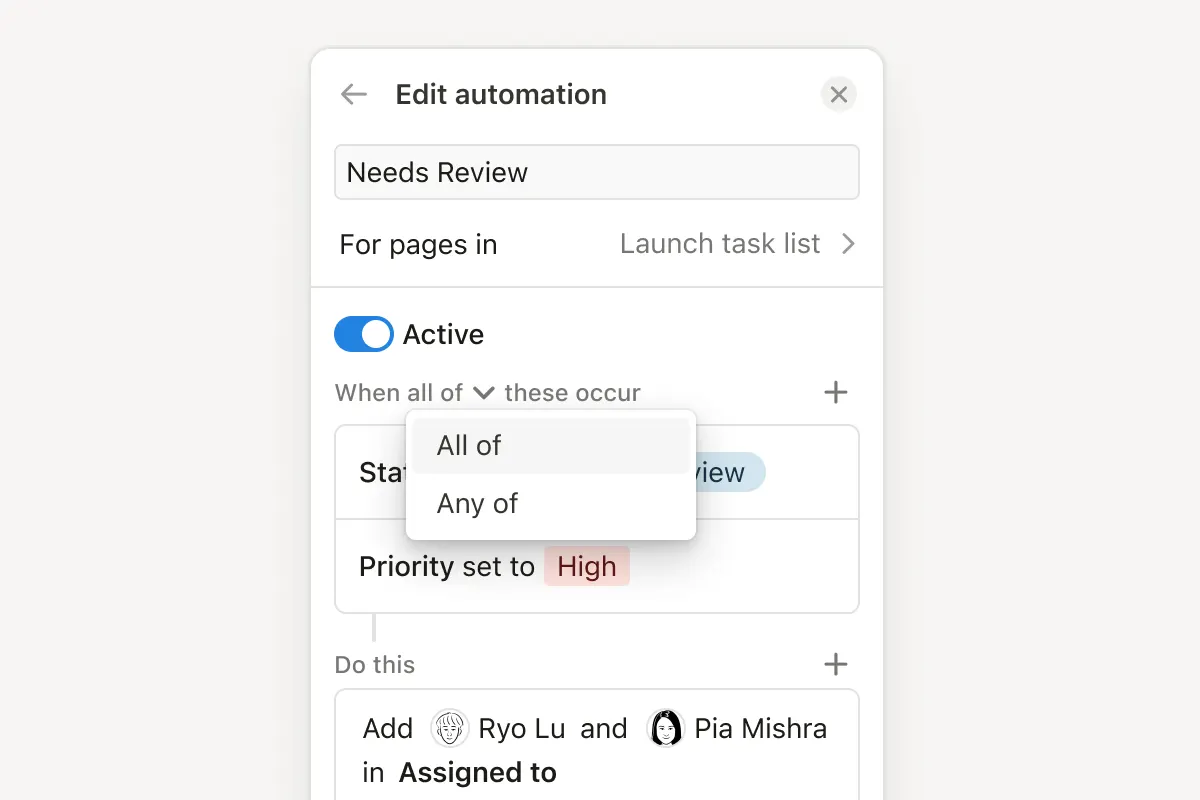 Edit automation
Needs Review
For pages in Launch task list
Active
When all of these occur
All of
Any of
Priority set to High
Do this
Add Ryo Lu and Pia Mishra
in Assigned to